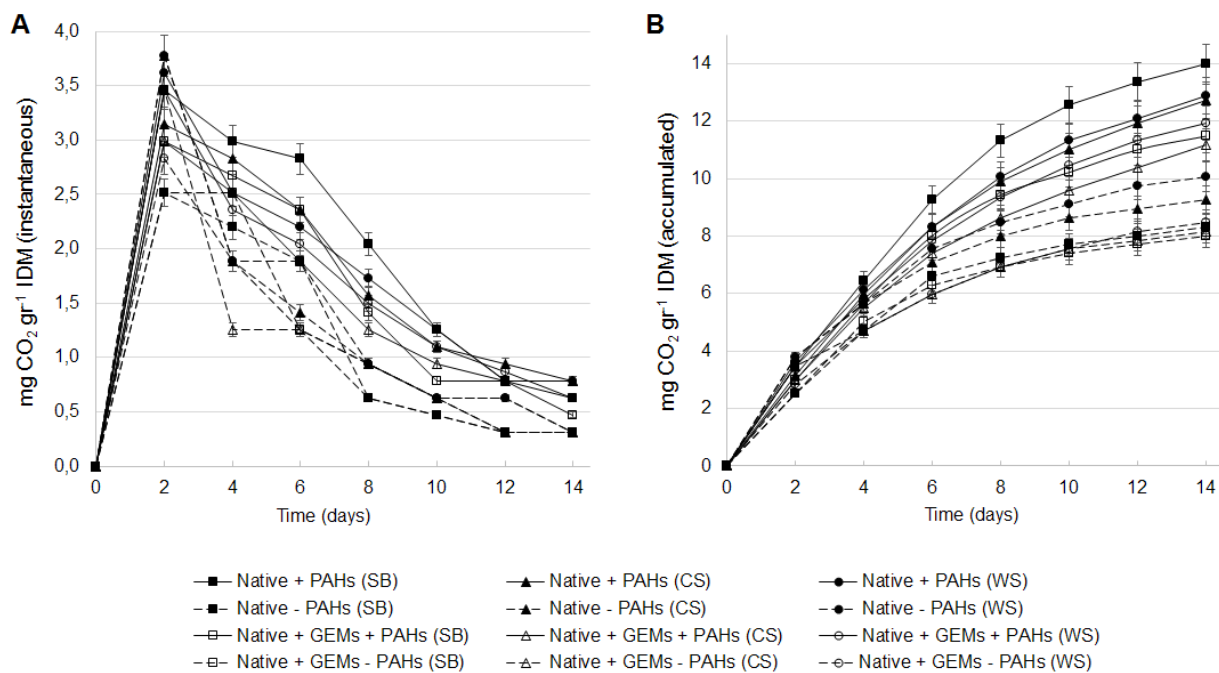 A
B
4,0
3,5
3,0
2,5
2,0
1,5
1,0
0,5
0,0
mg CO₂ gr⁻¹ IDM (instantaneous)
0 2 4 6 8 10 12 14
Time (days)
14
12
10
8
6
4
2
0
mg CO₂ gr⁻¹ IDM (accumulated)
0 2 4 6 8 10 12 14
Time (days)
Native + PAHs (SB) Native + PAHs (CS) Native + PAHs (WS)
Native - PAHs (SB) Native - PAHs (CS) Native - PAHs (WS)
Native + GEMs + PAHs (SB) Native + GEMs + PAHs (CS) Native + GEMs + PAHs (WS)
Native + GEMs - PAHs (SB) Native + GEMs - PAHs (CS) Native + GEMs - PAHs (WS)